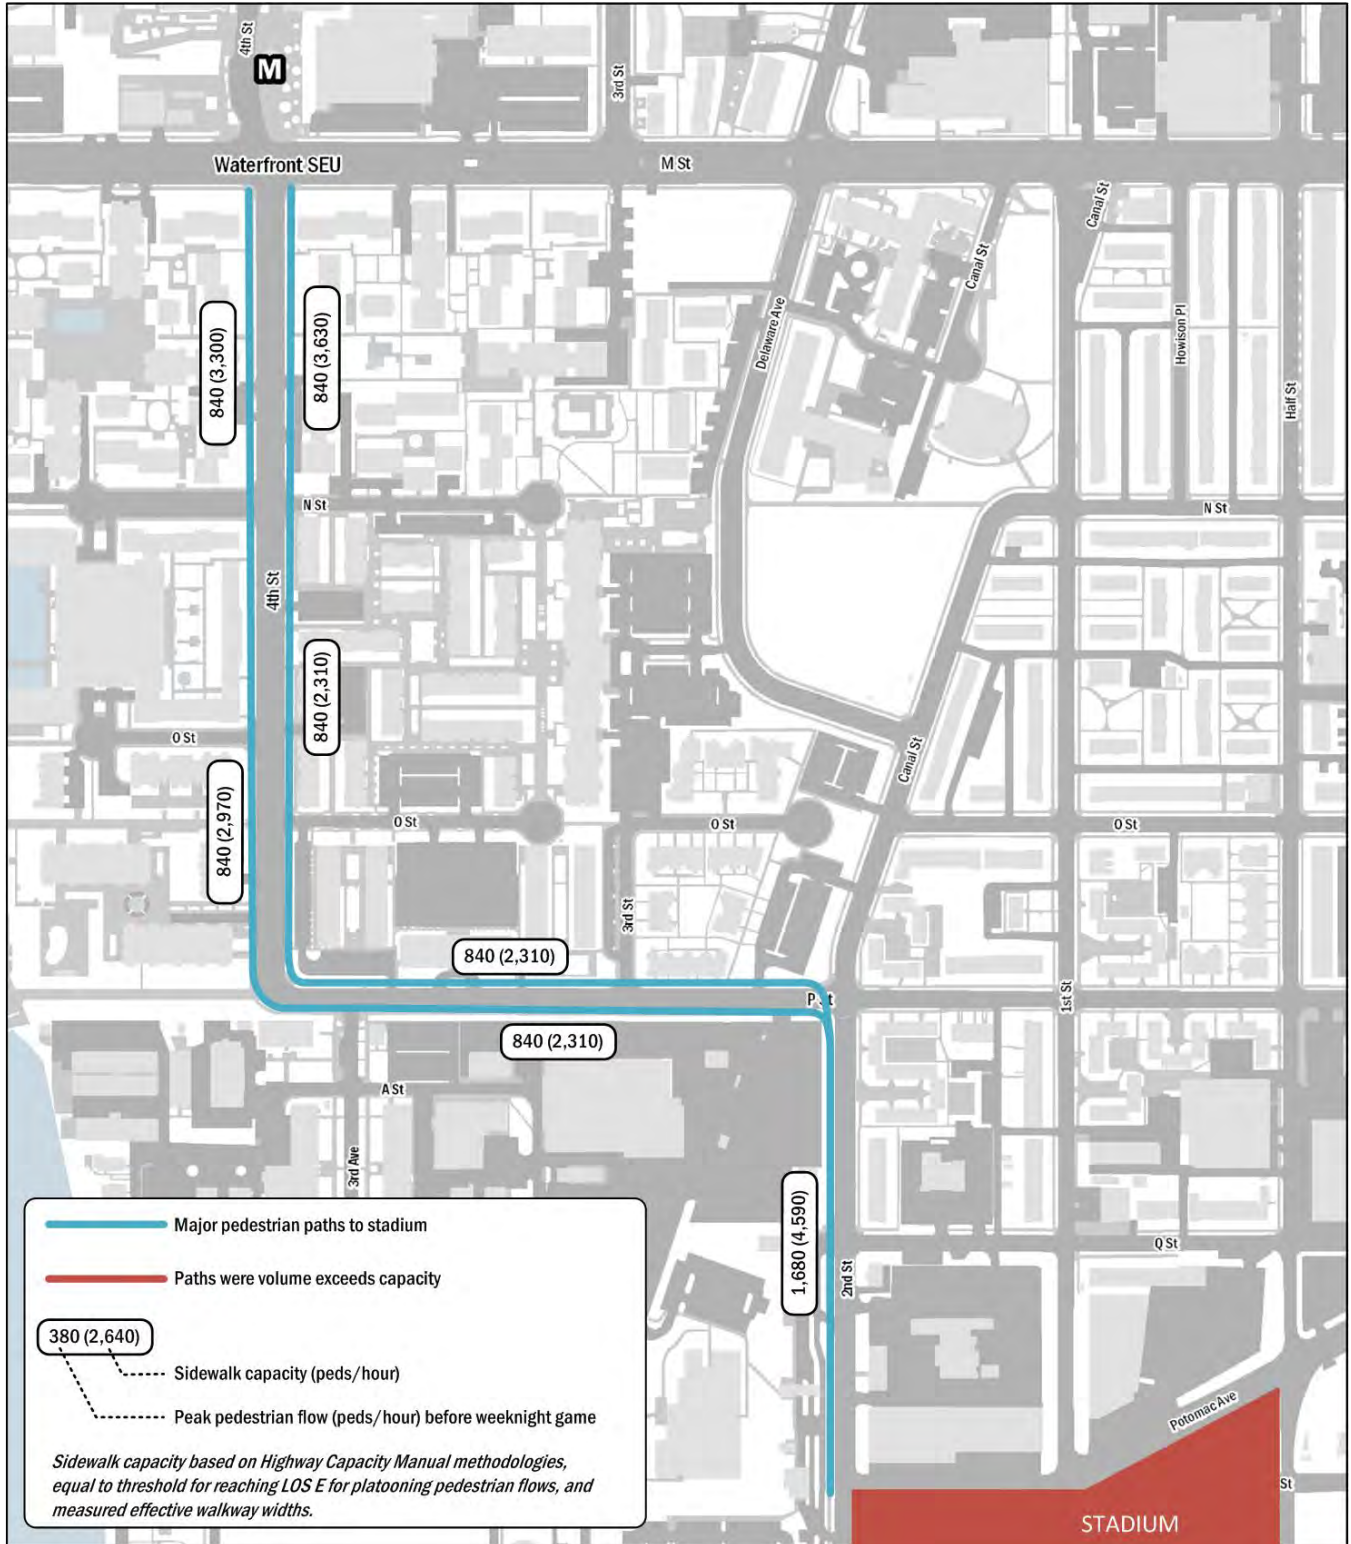 4th St
M
3rd St
Waterfront SEU
M St
Canal St
Canal St
Delaware Ave
Howison Pl
Half St
840 (3,300)
840 (3,630)
N St
N St
4th St
840 (2,310)
O St
Canal St
840 (2,970)
O St
O St
O St
3rd St
840 (2,310)
P St
1st St
840 (2,310)
A St
3rd Ave
1,680 (4,590)
Q St
2nd St
Major pedestrian paths to stadium
Paths were volume exceeds capacity
380 (2,640)
Sidewalk capacity (peds/hour)
Peak pedestrian flow (peds/hour) before weeknight game
Sidewalk capacity based on Highway Capacity Manual methodologies,
equal to threshold for reaching LOS E for platooning pedestrian flows, and
measured effective walkway widths.
Potomac Ave
St
STADIUM